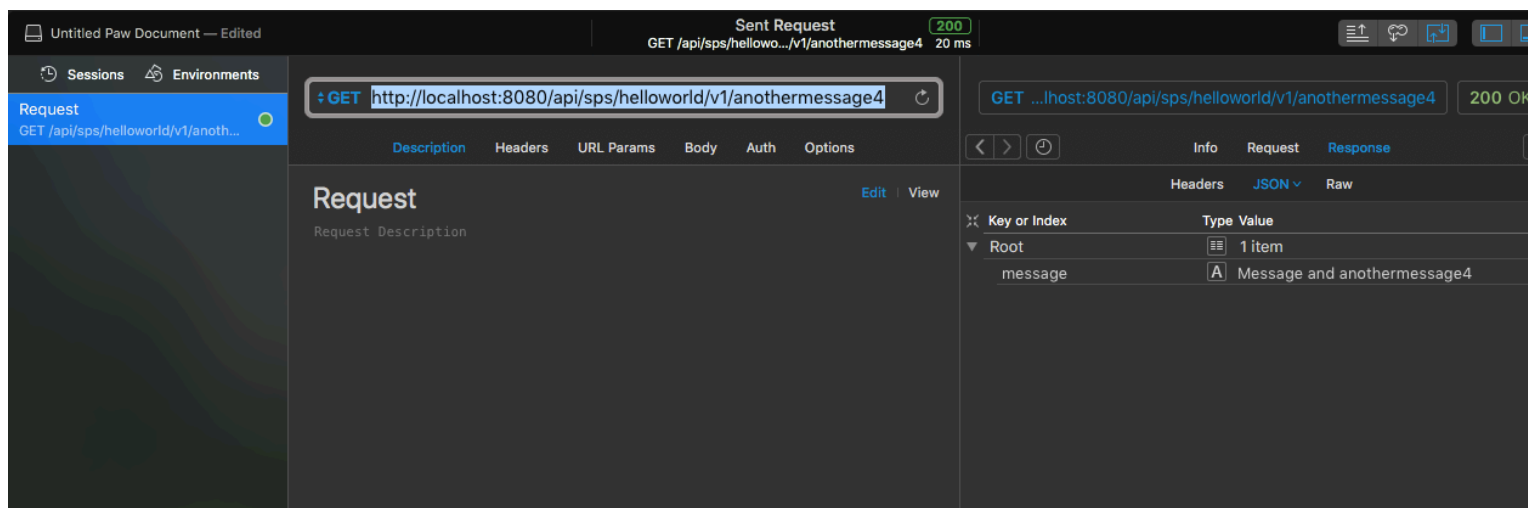 Untitled Paw Document — Edited
Sent Request 200
GET /api/sps/hellowo.../v1/anothermessage4 20 ms
Sessions Environments
Request
GET /api/sps/helloworld/v1/anoth...
GET http://localhost:8080/api/sps/helloworld/v1/anothermessage4
Description Headers URL Params Body Auth Options
Request Edit View
Request Description
GET ...lhost:8080/api/sps/helloworld/v1/anothermessage4 200 OK
Info Request Response
Headers JSON Raw
Key or Index Type Value
Root 1 item
message A Message and anothermessage4